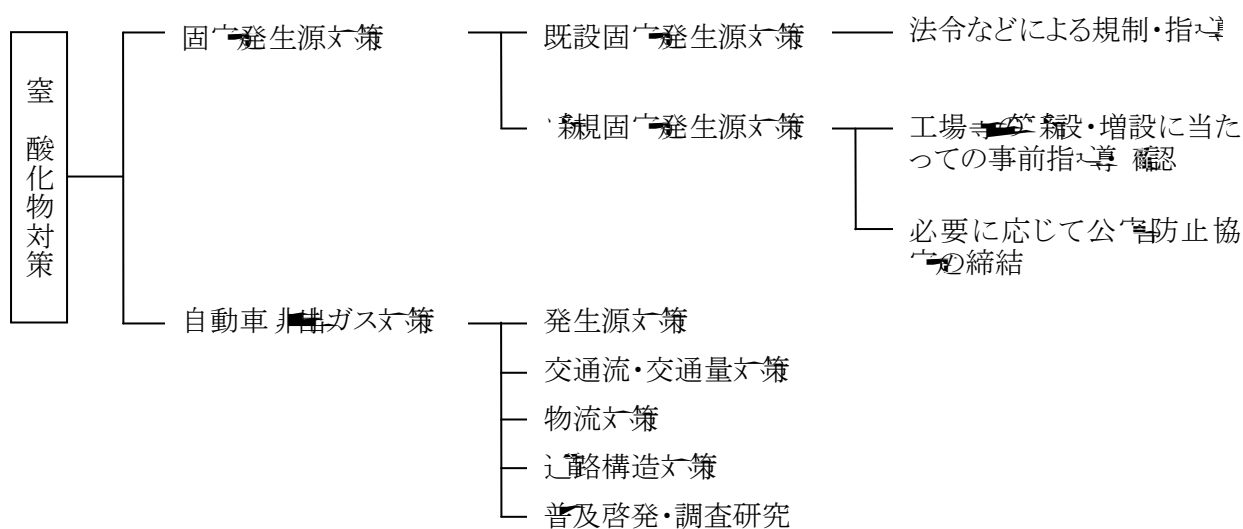 窒酸化物対策
固定発生源対策
既設固定発生源対策
法令などによる規制・指導
新規固定発生源対策
工場等の新設・増設に当た
っての事前指導・確認
必要に応じて公害防止協
定の締結
自動車排出ガス対策
発生源対策
交通流・交通量対策
物流対策
道路構造対策
普及啓発・調査研究